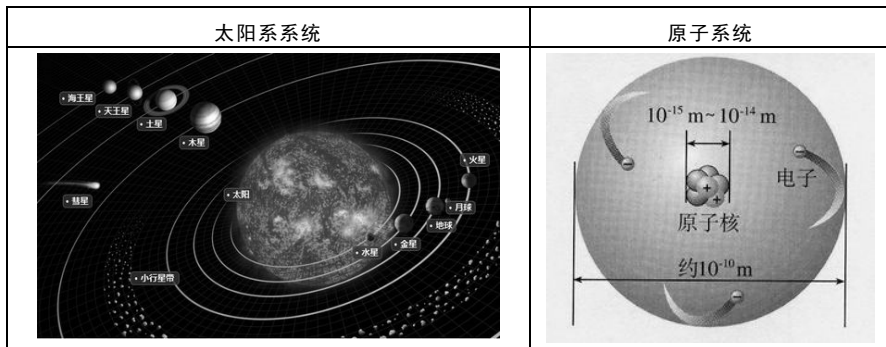 太阳系系统
原子系统
海王星
天王星
土星
木星
彗星
太阳
火星
月球
地球
金星
水星
小行星带
10⁻¹⁵ m~10⁻¹⁴ m
电子
原子核
约10⁻¹⁰ m
− − −
+ +